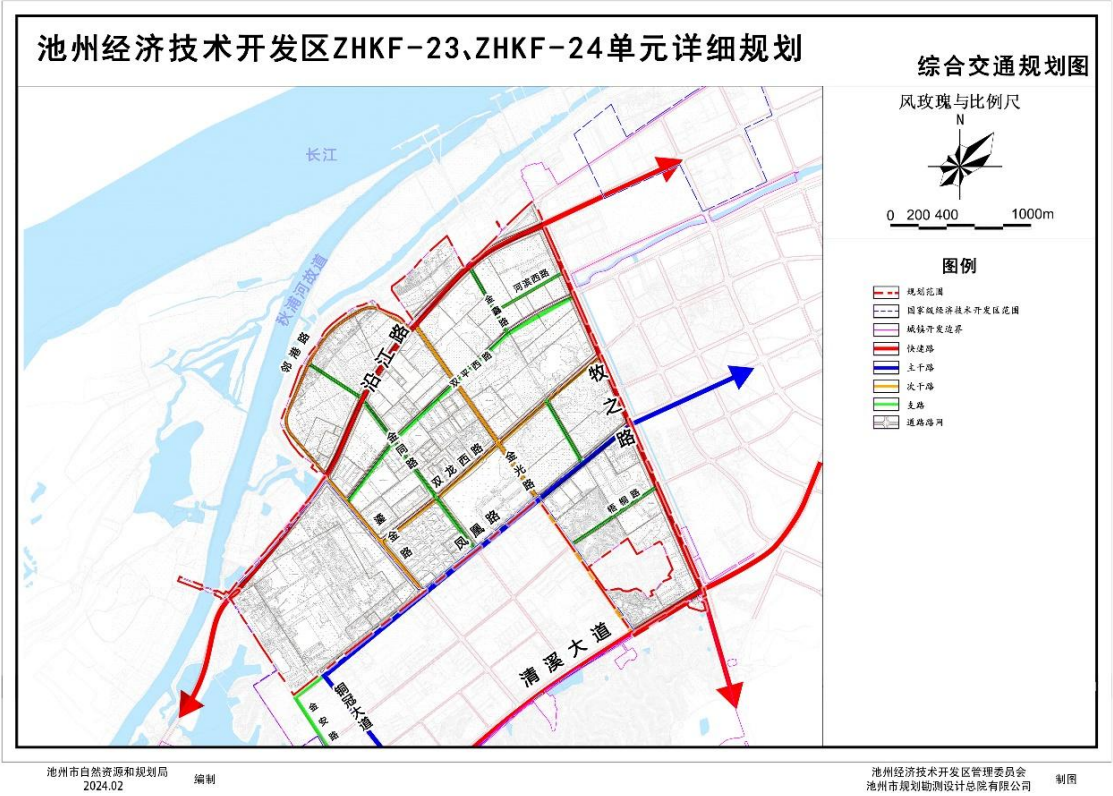 池州经济技术开发区ZHKF-23、ZHKF-24单元详细规划
综合交通规划图
风玫瑰与比例尺
N
0 200 400 1000m
图例
规划范围
国家级经济技术开发区范围
城镇开发边界
快速路
主干路
次干路
支路
道路路网
长江
秋浦河故道
邻港路
沿江路
金鑫路
河滨西路
双平西路
牧之路
金同路
双龙西路
金光路
凤凰路
梧桐路
清溪大道
铜冠大道
金安路
池州市自然资源和规划局
2024.02
编制
池州经济技术开发区管理委员会
池州市规划勘测设计总院有限公司
制图